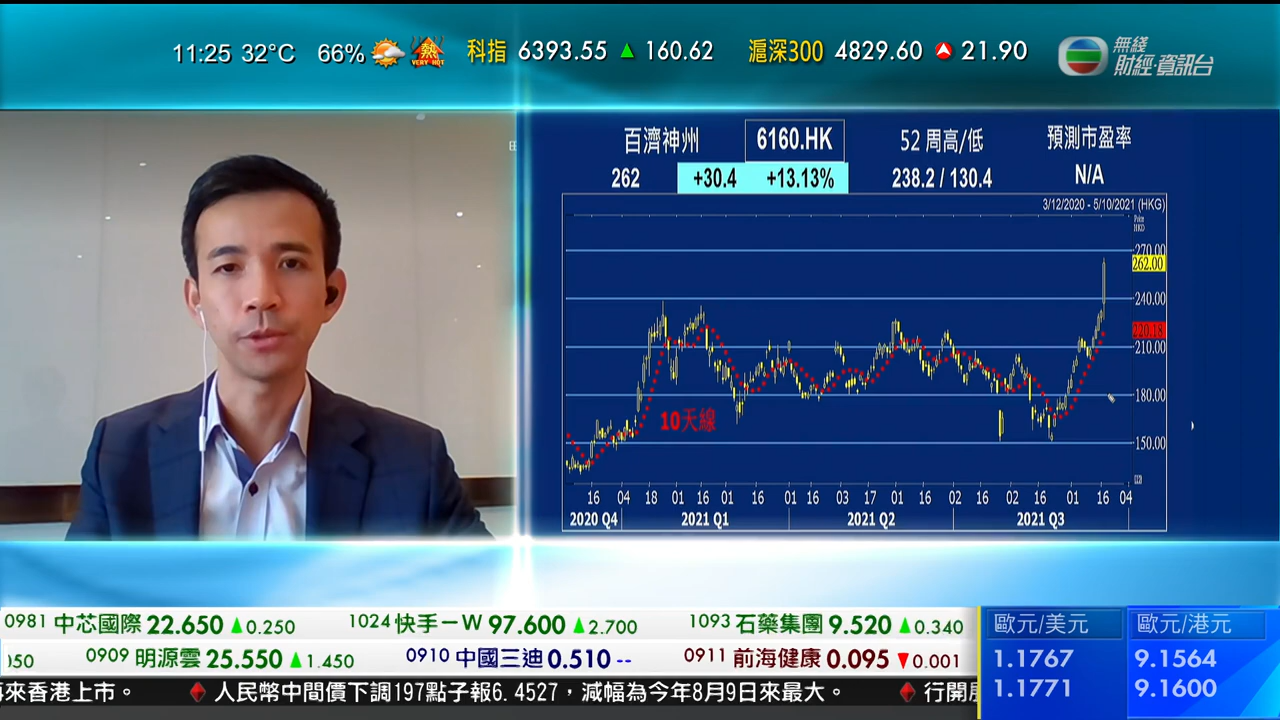 11:25 32°C 66% 熱 VERY HOT 科指 6393.55 ▲ 160.62 滬深300 4829.60 ▲ 21.90 無綫
財經·資訊台
百濟神州 6160.HK 52 周高/低 預測市盈率
262 +30.4 +13.13% 238.2 / 130.4 N/A
3/12/2020 - 5/10/2021 (HKG)
Price
HKD
270.00
262.00
240.00
220.18
210.00
180.00
10天線
150.00
16 04 18 01 16 01 16 01 16 03 17 01 16 02 16 02 16 01 16 04
2020 Q4 2021 Q1 2021 Q2 2021 Q3
0981 中芯國際 22.650 ▲0.250 1024 快手－W 97.600 ▲2.700 1093 石藥集團 9.520 ▲0.340
50 0909 明源雲 25.550 ▲1.450 0910 中國三迪 0.510 -- 0911 前海健康 0.095 ▼0.001
來香港上市。 ♦ 人民幣中間價下調197點子報6.4527，減幅為今年8月9日來最大。 ♦ 行開
歐元/美元 歐元/港元
1.1767 9.1564
1.1771 9.1600